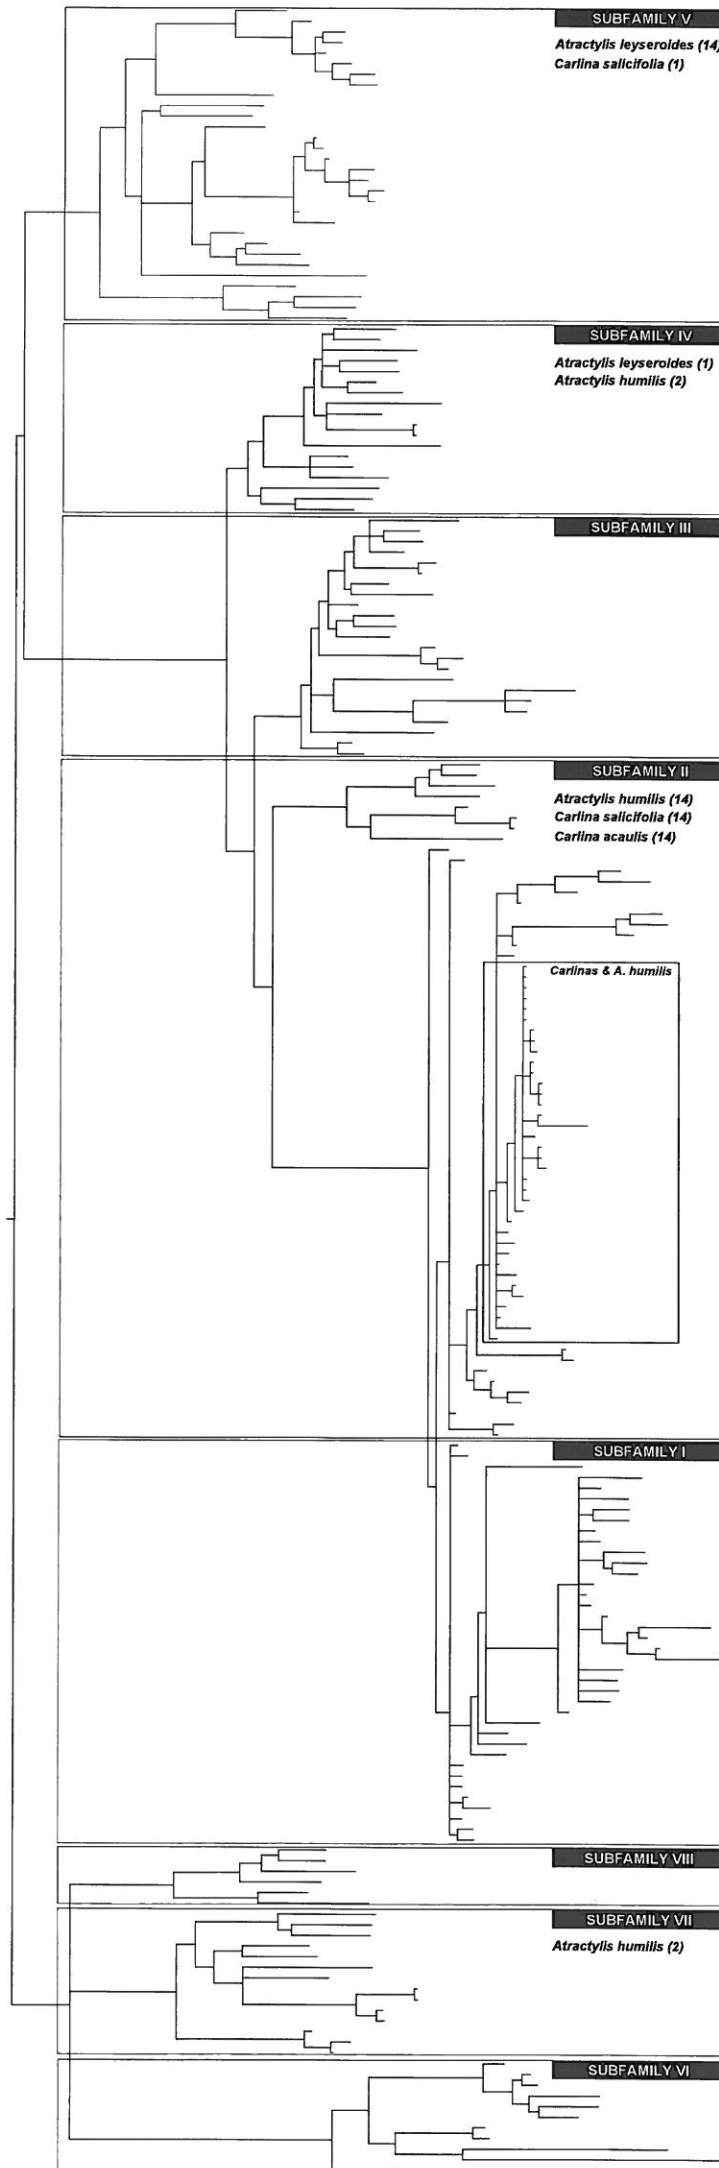 SUBFAMILY V
Atractylis leyseroides (14)
Carlina salicifolia (1)
SUBFAMILY IV
Atractylis leyseroides (1)
Atractylis humilis (2)
SUBFAMILY III
SUBFAMILY II
Atractylis humilis (14)
Carlina salicifolia (14)
Carlina acaulis (14)
Carlinas & A. humilis
SUBFAMILY I
SUBFAMILY VIII
SUBFAMILY VII
Atractylis humilis (2)
SUBFAMILY VI